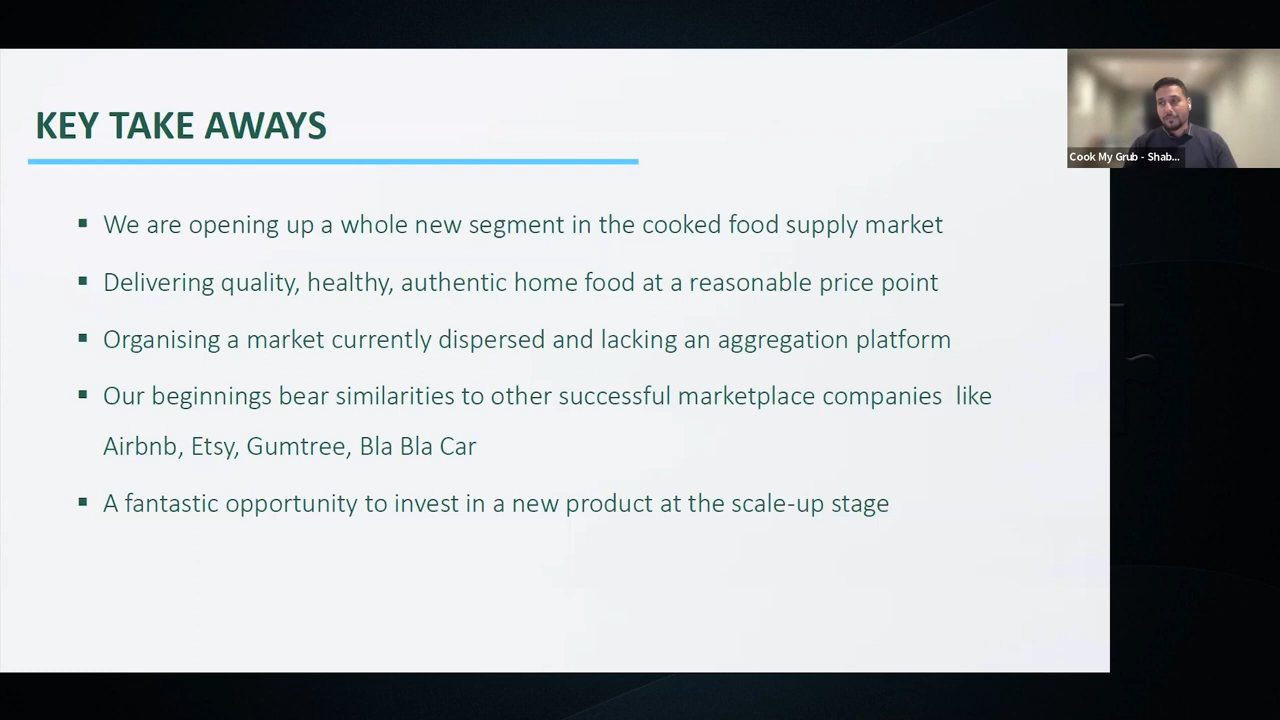 KEY TAKE AWAYS
Cook My Grub - Shab...
▪ We are opening up a whole new segment in the cooked food supply market
▪ Delivering quality, healthy, authentic home food at a reasonable price point
▪ Organising a market currently dispersed and lacking an aggregation platform
▪ Our beginnings bear similarities to other successful marketplace companies  like
Airbnb, Etsy, Gumtree, Bla Bla Car
▪ A fantastic opportunity to invest in a new product at the scale-up stage